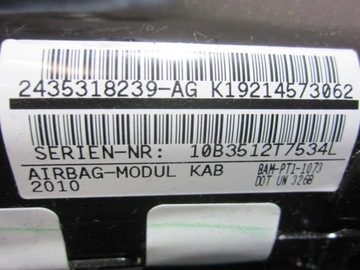 2435318239-AG K19214573062
SERIEN-NR: 10B3512T7534L
AIRBAG-MODUL KAB BAM-PT1-1073
2010 DOT UN 3268